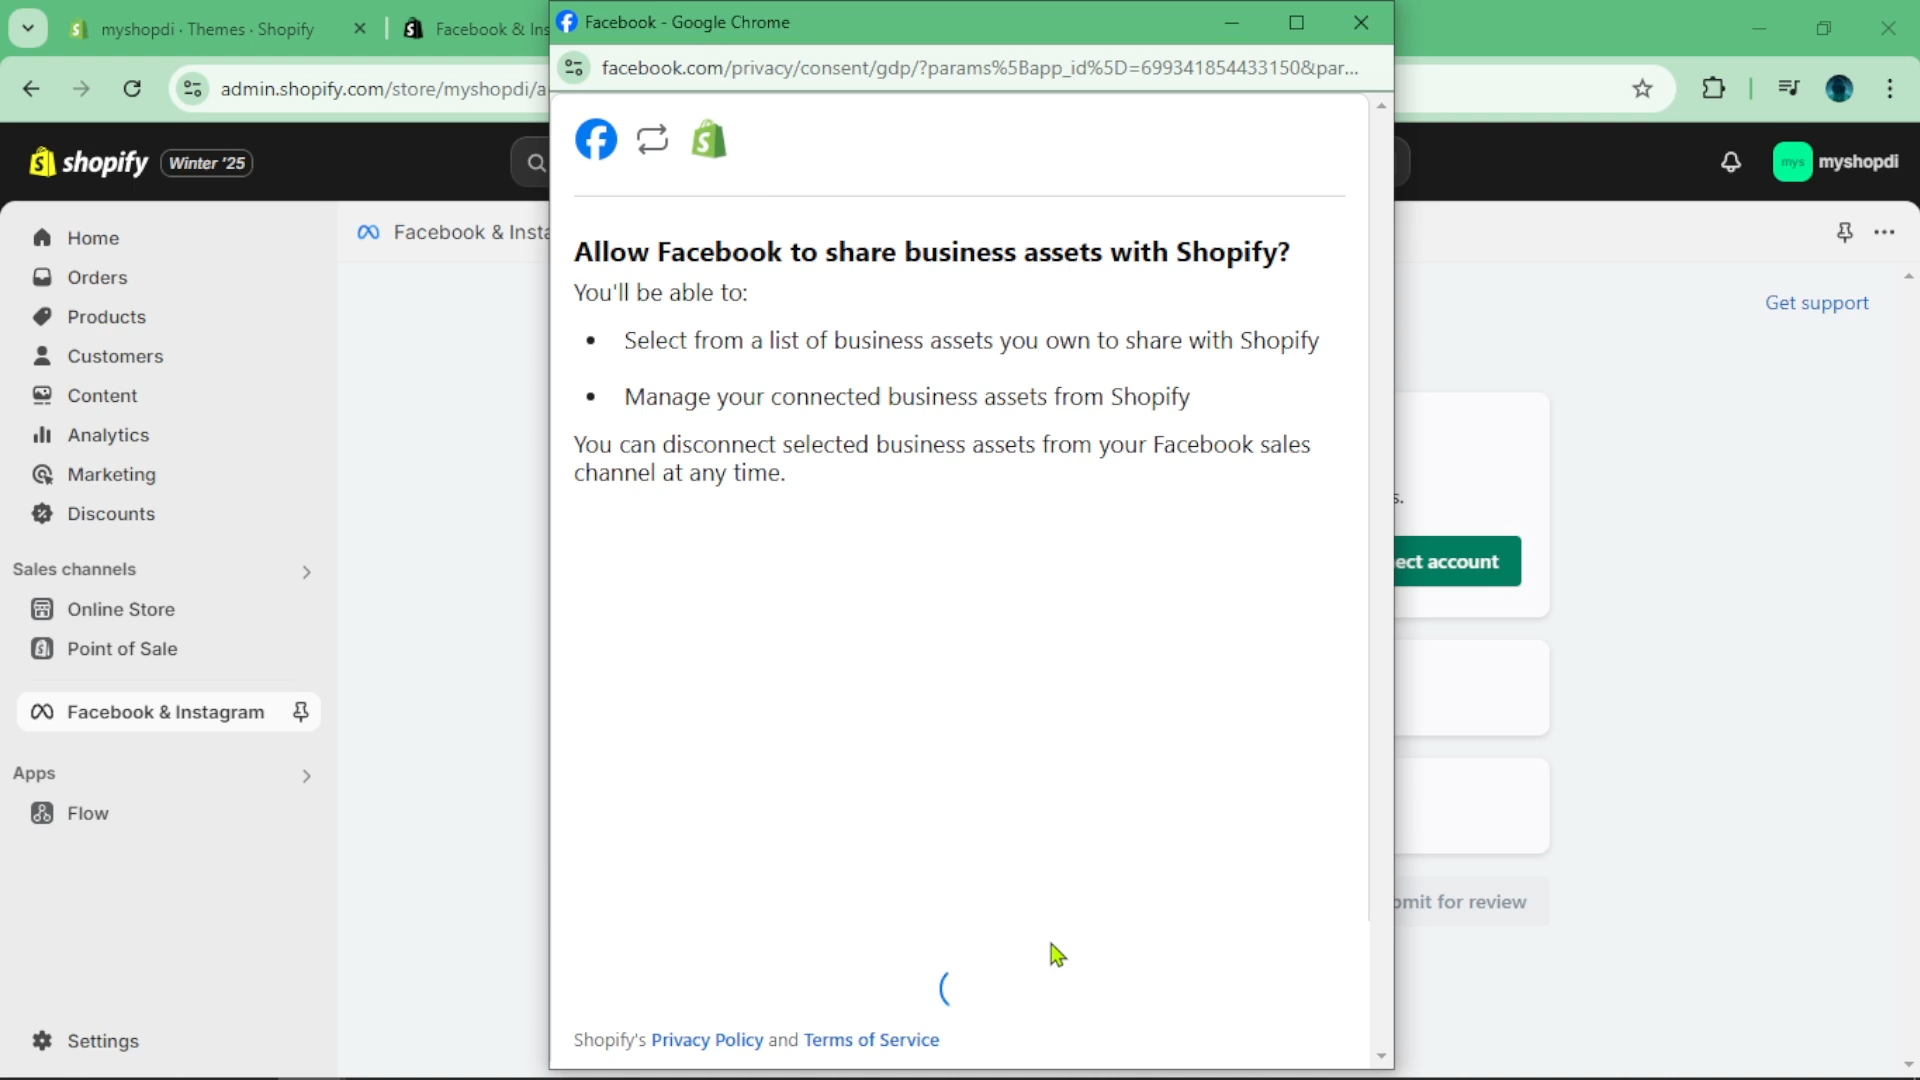 myshopdi · Themes · Shopify
Facebook & Ins
Facebook - Google Chrome
admin.shopify.com/store/myshopdi/a
facebook.com/privacy/consent/gdp/?params%5Bapp_id%5D=699341854433150&par...
shopify
Winter '25
mys
myshopdi
Home
Orders
Products
Customers
Content
Analytics
Marketing
Discounts
Sales channels
Online Store
Point of Sale
Facebook & Instagram
Apps
Flow
Settings
Facebook & Insta
Allow Facebook to share business assets with Shopify?
You'll be able to:
• Select from a list of business assets you own to share with Shopify
• Manage your connected business assets from Shopify
You can disconnect selected business assets from your Facebook sales
channel at any time.
Shopify's Privacy Policy and Terms of Service
Get support
s.
ect account
omit for review